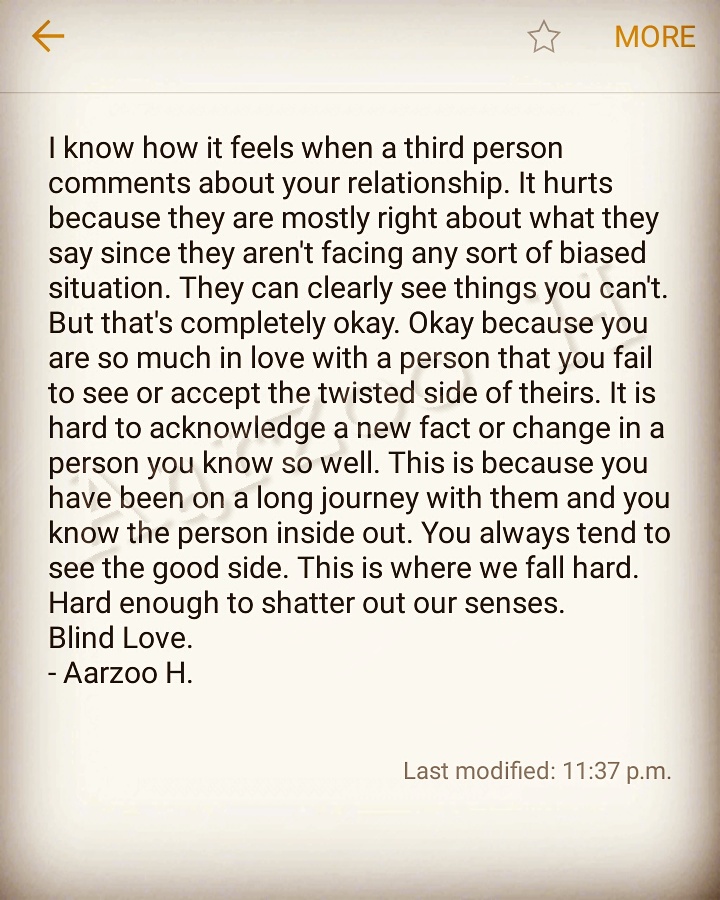 MORE
I know how it feels when a third person
comments about your relationship. It hurts
because they are mostly right about what they
say since they aren't facing any sort of biased
situation. They can clearly see things you can't.
But that's completely okay. Okay because you
are so much in love with a person that you fail
to see or accept the twisted side of theirs. It is
hard to acknowledge a new fact or change in a
person you know so well. This is because you
have been on a long journey with them and you
know the person inside out. You always tend to
see the good side. This is where we fall hard.
Hard enough to shatter out our senses.
Blind Love.
- Aarzoo H.
Aarzoo H
Last modified: 11:37 p.m.